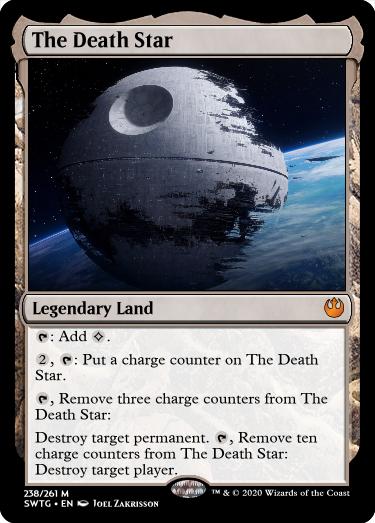 The Death Star
Legendary Land
: Add .
2, : Put a charge counter on The Death
Star.
, Remove three charge counters from The
Death Star:
Destroy target permanent. , Remove ten
charge counters from The Death Star:
Destroy target player.
238/261 M
SWTG • EN Joel Zakrisson
™ & © 2020 Wizards of the Coast